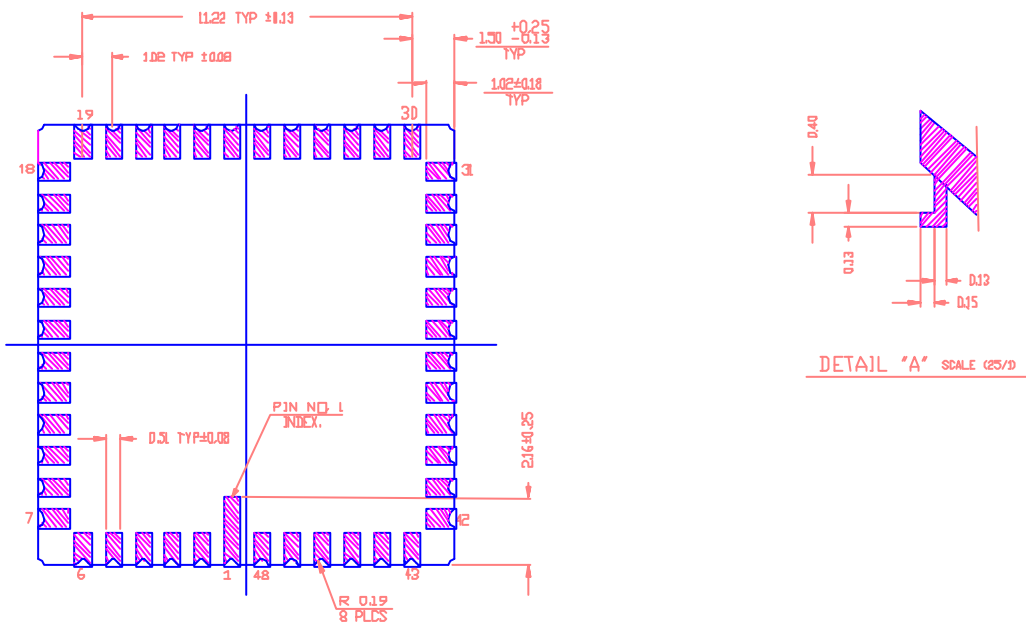 11.22 TYP ±0.13
+0.25
1.30 -0.13
TYP
1.02 TYP ±0.08
1.02±0.18
TYP
19
30
18
31
0.40
0.13
0.13
0.15
DETAIL "A" SCALE (25/1)
PIN NO. 1
INDEX.
0.51 TYP±0.08
2.16±0.25
7
42
6
1
48
43
R 0.19
8 PLCS